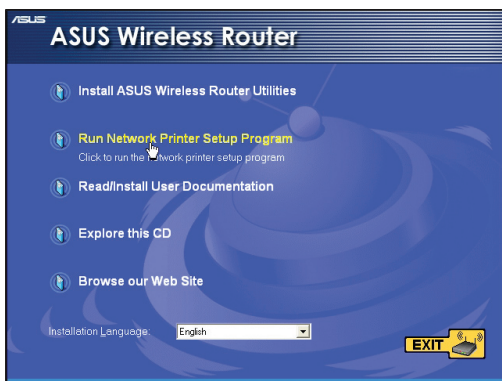 ASUS
ASUS Wireless Router
Install ASUS Wireless Router Utilities
Run Network Printer Setup Program
Click to run the network printer setup program
Read/Install User Documentation
Explore this CD
Browse our Web Site
Installation Language: English
EXIT